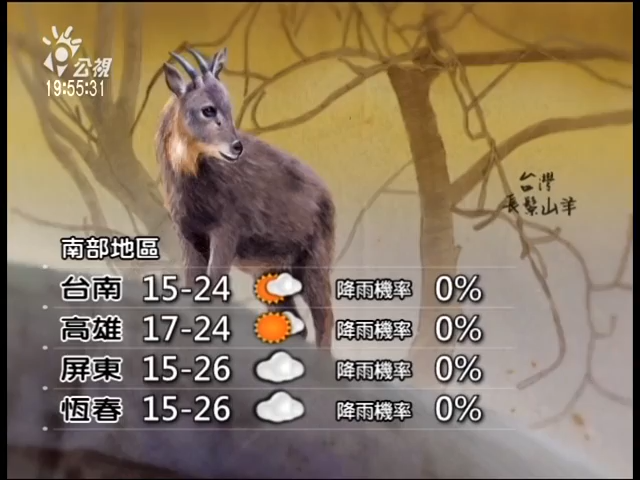 公視
19:55:31
台灣
長鬃山羊
南部地區
台南 15-24 降雨機率 0%
高雄 17-24 降雨機率 0%
屏東 15-26 降雨機率 0%
恆春 15-26 降雨機率 0%